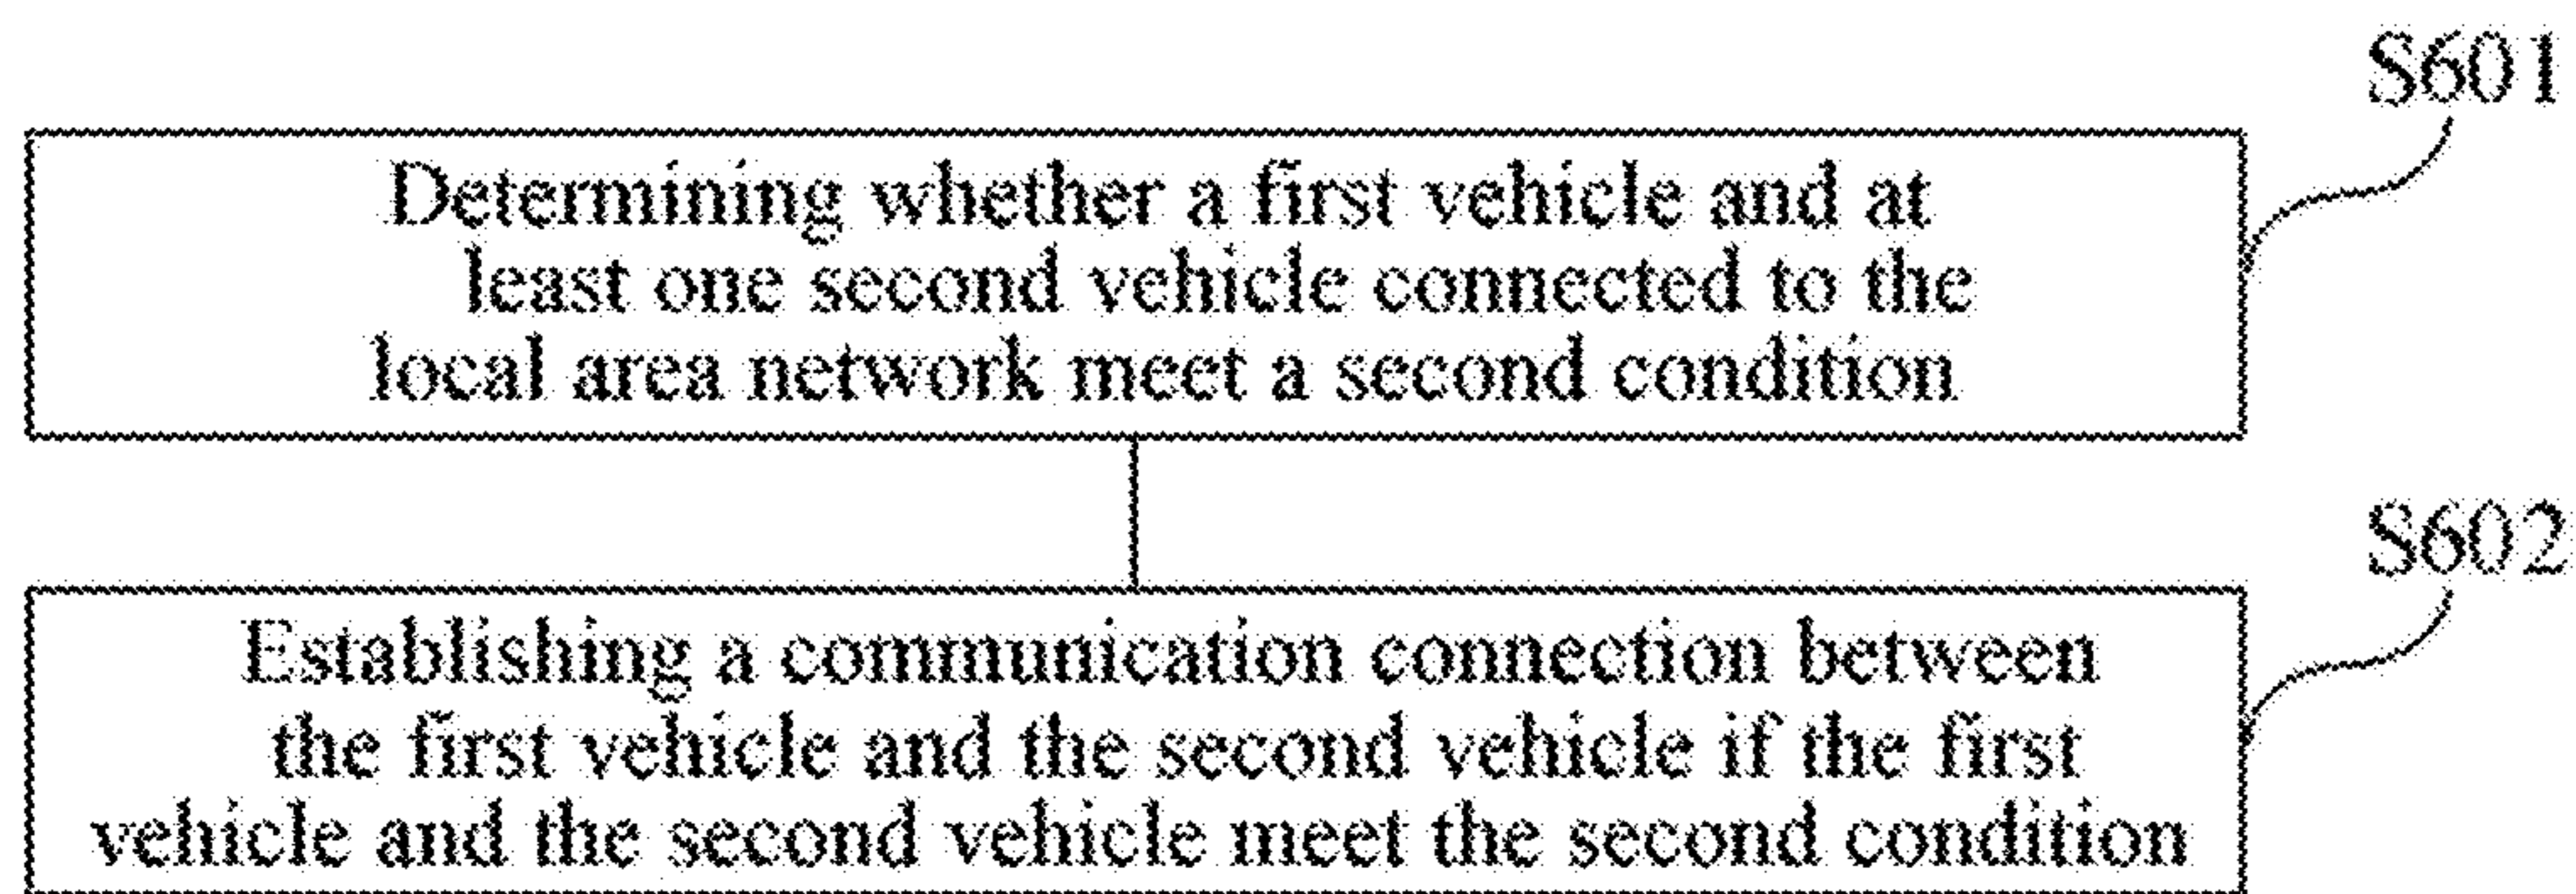 S601
Determining whether a first vehicle and at
least one second vehicle connected to the
local area network meet a second condition
S602
Establishing a communication connection between
the first vehicle and the second vehicle if the first
vehicle and the second vehicle meet the second condition